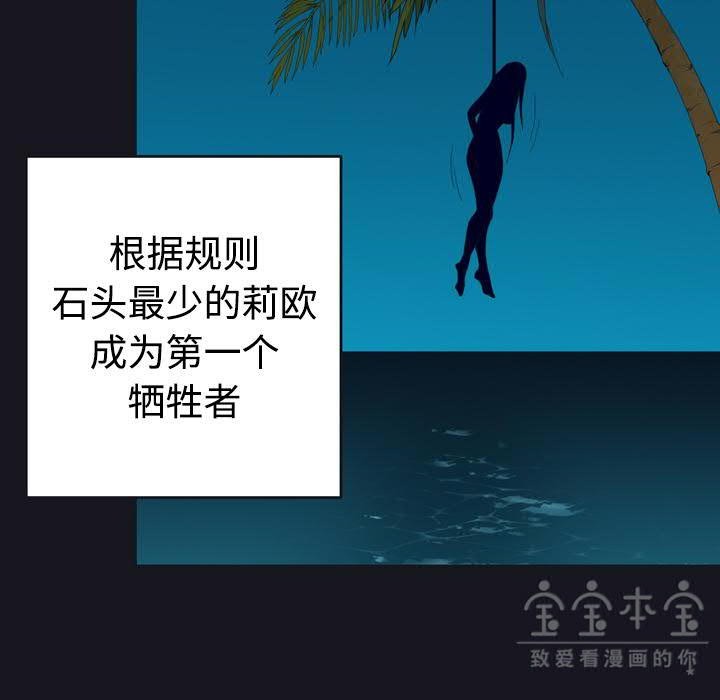 根据规则
石头最少的莉欧
成为第一个
牺牲者
宝宝本宝
致爱看漫画的你